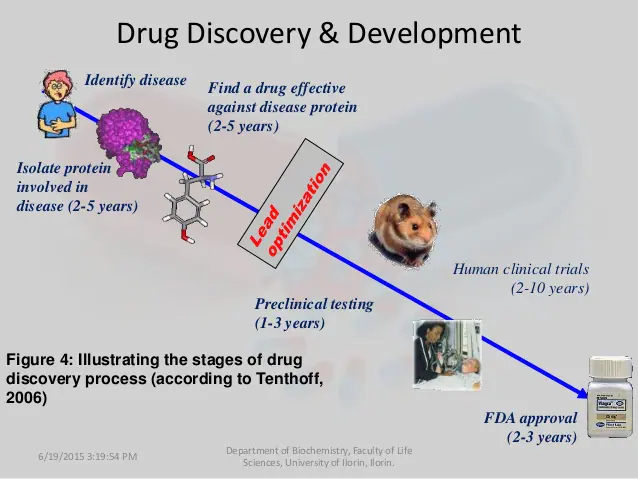 Drug Discovery & Development
Identify disease
Find a drug effective
against disease protein
(2-5 years)
Isolate protein
involved in
disease (2-5 years)
Lead
optimization
Human clinical trials
(2-10 years)
Preclinical testing
(1-3 years)
Figure 4: Illustrating the stages of drug
discovery process (according to Tenthoff,
2006)
Viagra
FDA approval
(2-3 years)
6/19/2015 3:19:54 PM
Department of Biochemistry, Faculty of Life
Sciences, University of Ilorin, Ilorin.